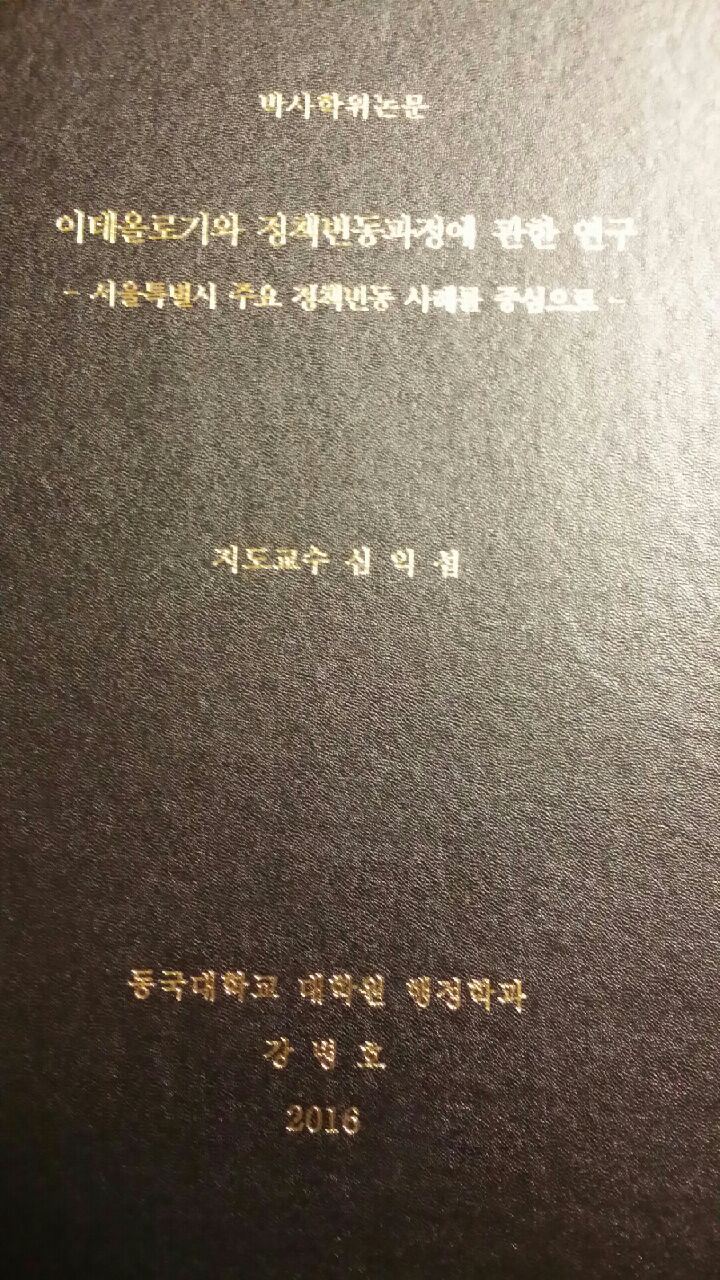 박사학위논문
이데올로기와 정책변동과정에 관한 연구
- 서울특별시 주요 정책변동 사례를 중심으로 -
지도교수 심 익 섭
동국대학교 대학원 행정학과
강 병 호
2016